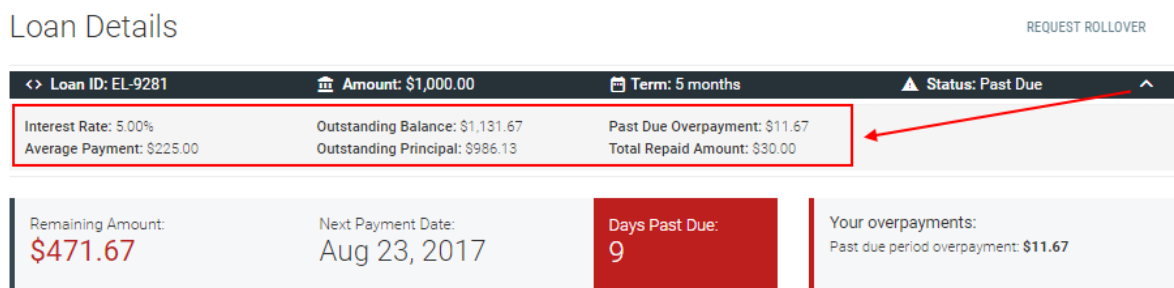 Loan Details
REQUEST ROLLOVER
Loan ID: EL-9281 Amount: $1,000.00 Term: 5 months Status: Past Due
Interest Rate: 5.00% Outstanding Balance: $1,131.67 Past Due Overpayment: $11.67
Average Payment: $225.00 Outstanding Principal: $986.13 Total Repaid Amount: $30.00
Remaining Amount: Next Payment Date: Days Past Due: Your overpayments:
$471.67 Aug 23, 2017 9 Past due period overpayment: $11.67